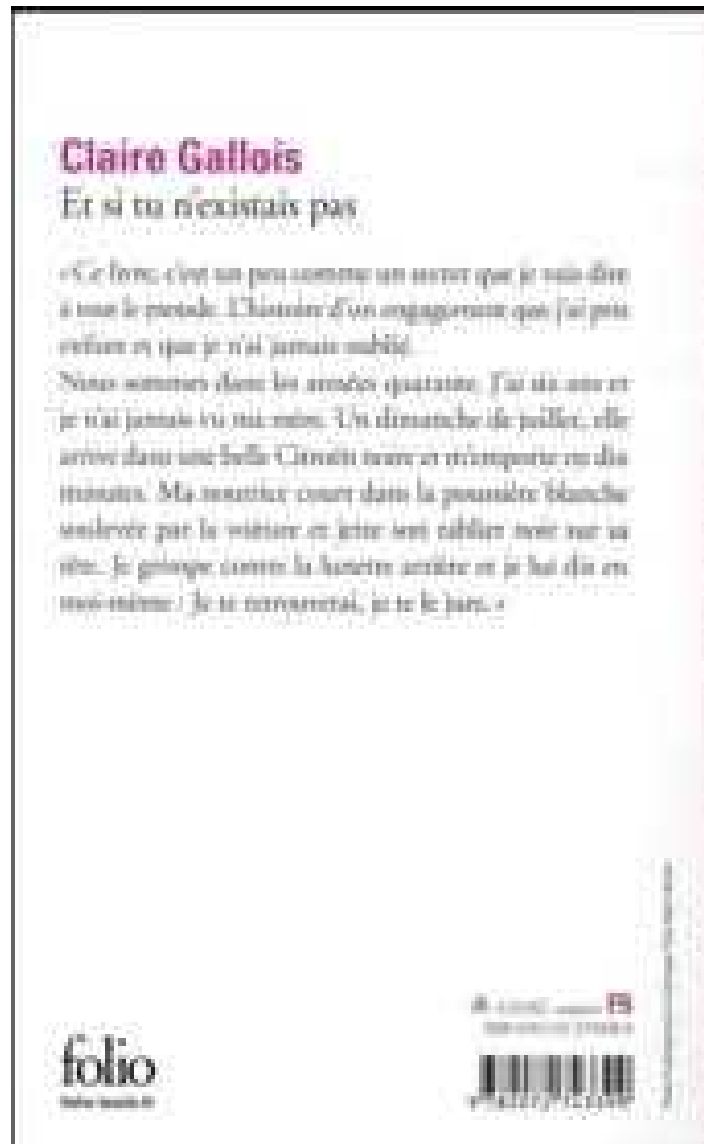 Claire Gallois
Et si tu n'existais pas
« Ce livre, c'est un peu comme un secret que je vais dire
à tout le monde. L'histoire d'un engagement que j'ai pris
enfant et que je n'ai jamais oublié.
Nous sommes dans les années quarante. J'ai six ans et
je n'ai jamais vu ma mère. Un dimanche de juillet, elle
arrive dans une belle Citroën noire et m'emporte en dix
minutes. Ma nourrice court dans la poussière blanche
soulevée par la voiture et jette son tablier noir sur sa
tête. Je grimpe contre la lunette arrière et je lui dis en
moi-même : Je te retrouverai, je te le jure. »
folio